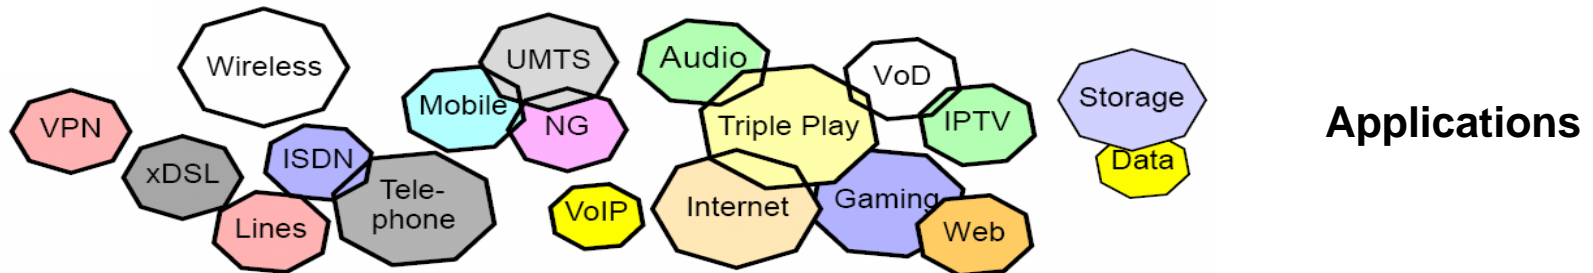 Wireless
UMTS
Audio
VoD
Storage
Mobile
NG
Triple Play
IPTV
Applications
VPN
xDSL
ISDN
Data
Tele-
phone
VoIP
Internet
Gaming
Lines
Web